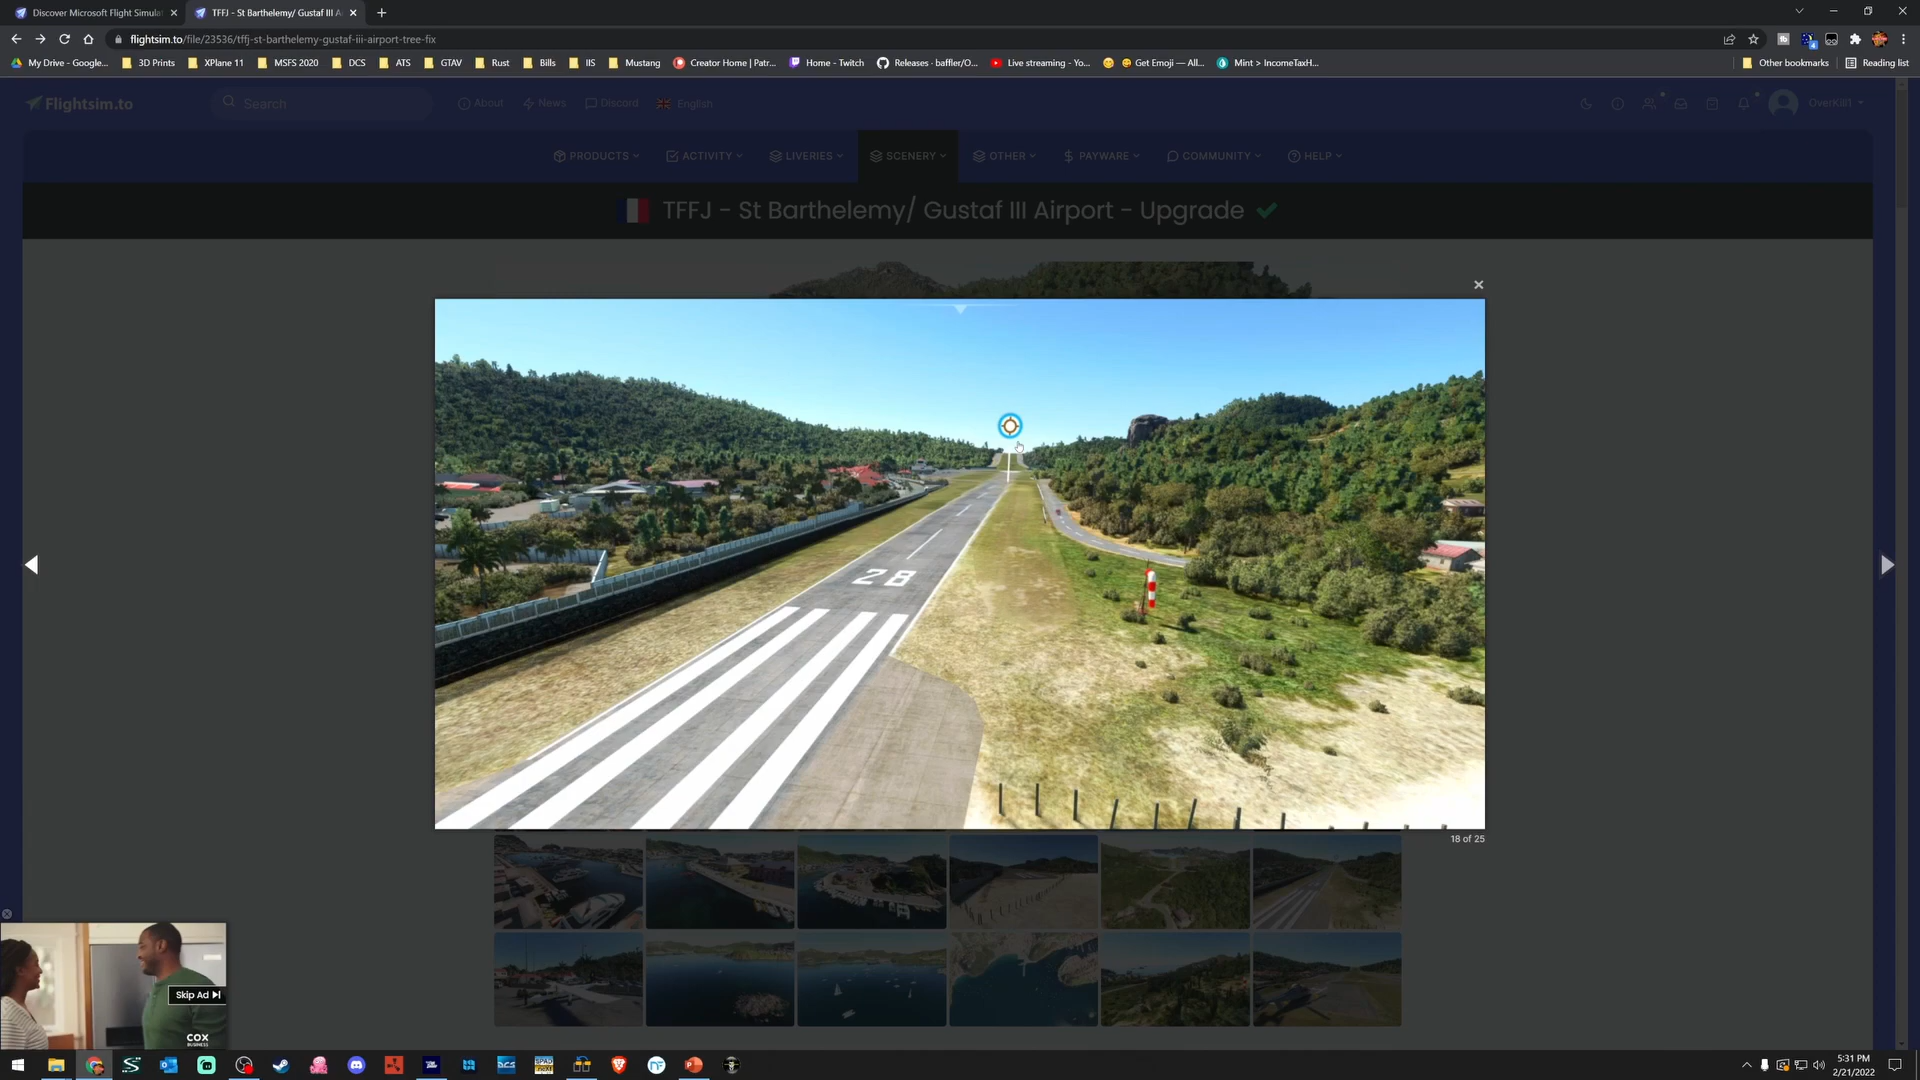 Discover Microsoft Flight Simulat
TFFJ - St Barthelemy/ Gustaf III A
flightsim.to/file/23536/tffj-st-barthelemy-gustaf-iii-airport-tree-fix
My Drive - Google...
3D Prints
XPlane 11
MSFS 2020
DCS
ATS
GTAV
Rust
Bills
IIS
Mustang
Creator Home | Patr...
Home - Twitch
Releases · baffler/O...
Live streaming - Yo...
Get Emoji — All...
Mint > IncomeTaxH...
Other bookmarks
Reading list
Flightsim.to
Search
About
News
Discord
English
OverKill1
PRODUCTS
ACTIVITY
LIVERIES
SCENERY
OTHER
PAYWARE
COMMUNITY
HELP
TFFJ - St Barthelemy/ Gustaf III Airport - Upgrade
28
18 of 25
Skip Ad
COX
BUSINESS
DCS
5:31 PM
2/21/2022